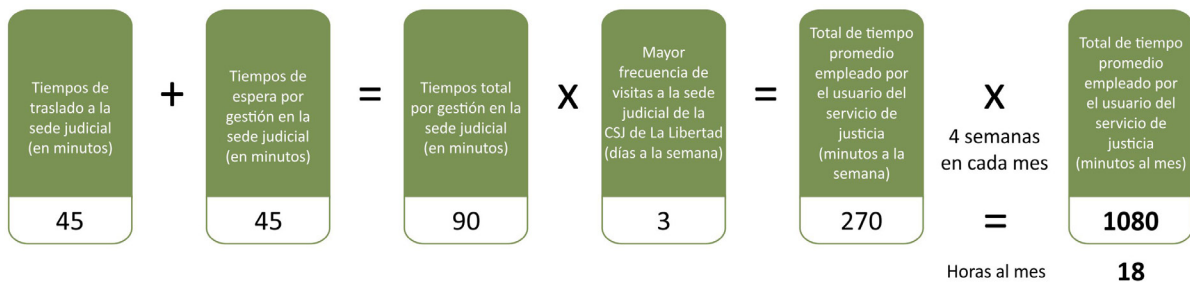 Tiempos de
traslado a la
sede judicial
(en minutos)
45
+
Tiempos de
espera por
gestión en la
sede judicial
(en minutos)
45
=
Tiempos total
por gestión en la
sede judicial
(en minutos)
90
x
Mayor
frecuencia de
visitas a la sede
judicial de la
CSJ de La Libertad
(días a la semana)
3
=
Total de tiempo
promedio
empleado por
el usuario del
servicio de
justicia
(minutos a la
semana)
270
x
4 semanas
en cada mes
=
Total de tiempo
promedio
empleado por
el usuario del
servicio de
justicia
(minutos al mes)
1080
Horas al mes
18